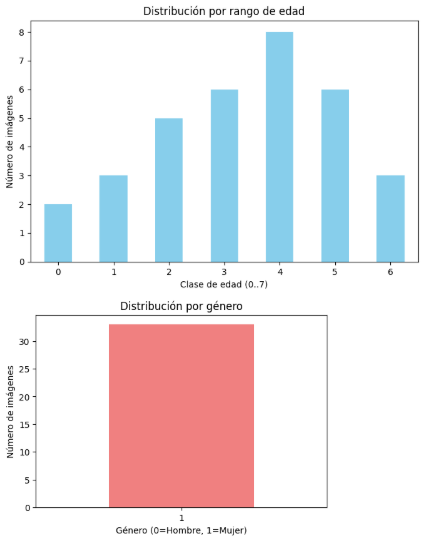 Distribución por rango de edad
8
7
6
5
4
3
2
1
0
Número de imágenes
0 1 2 3 4 5 6
Clase de edad (0..7)
Distribución por género
30
25
20
15
10
5
0
Número de imágenes
1
Género (0=Hombre, 1=Mujer)